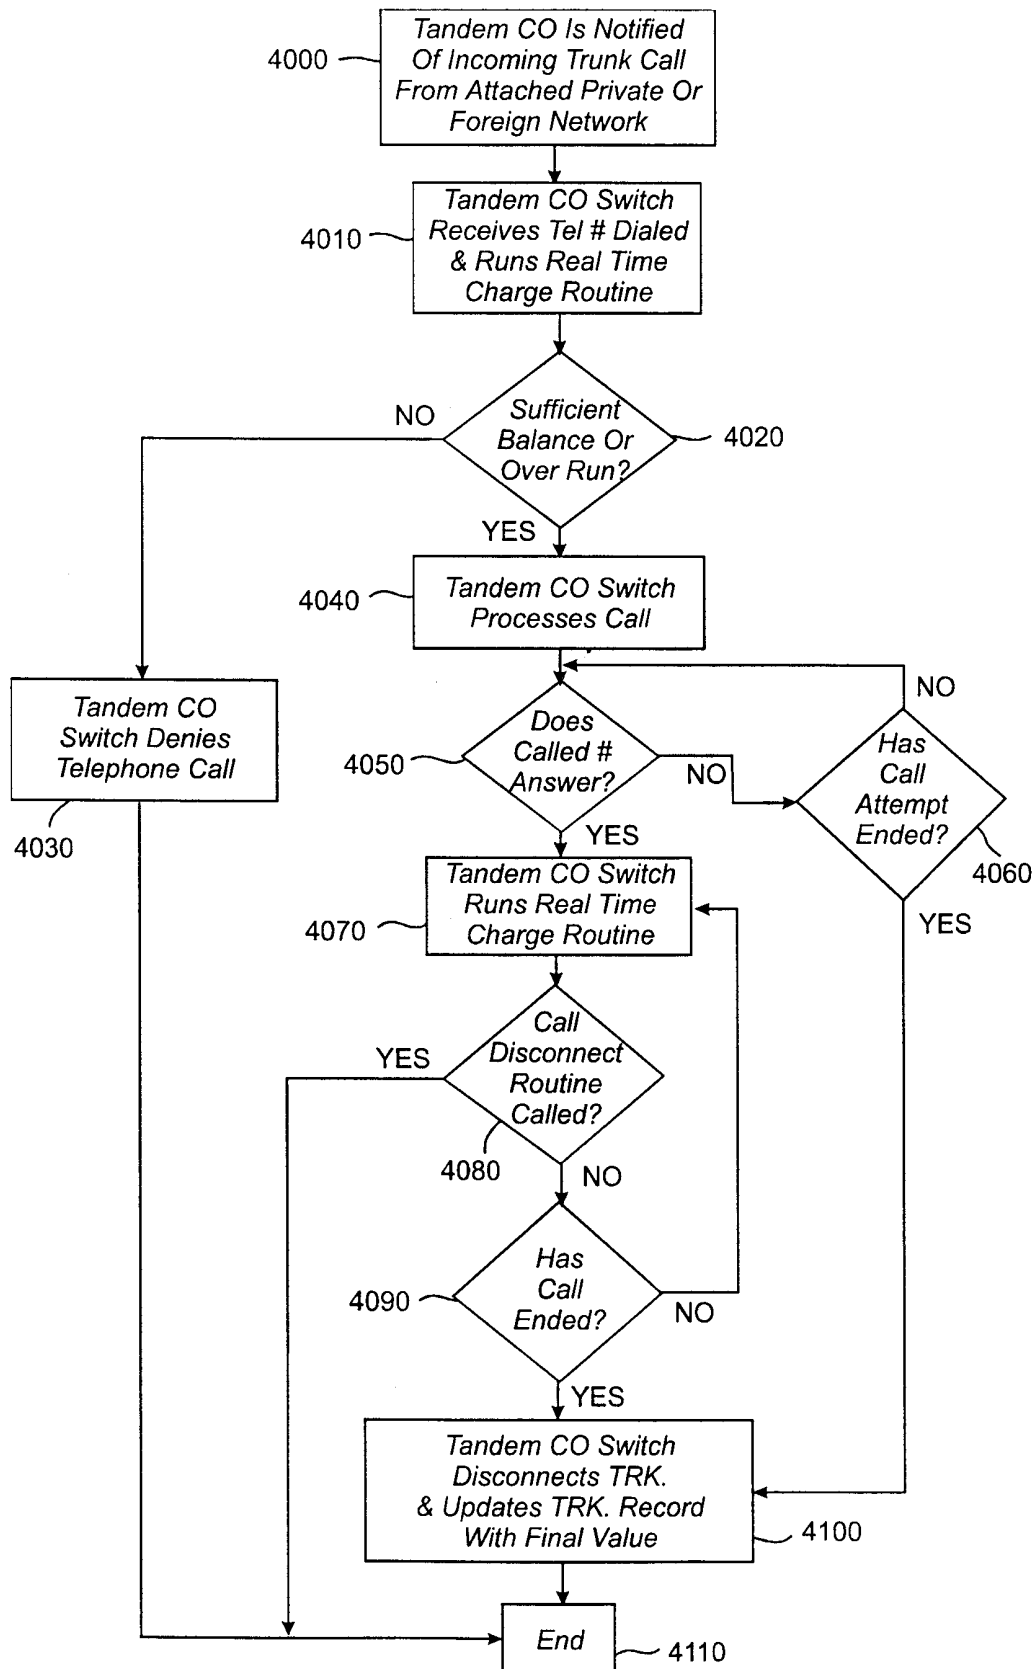 Tandem CO Is Notified
Of Incoming Trunk Call
From Attached Private Or
Foreign Network
4000
Tandem CO Switch
Receives Tel # Dialed
& Runs Real Time
Charge Routine
4010
Sufficient
Balance Or
Over Run?
4020
NO
YES
Tandem CO Switch
Processes Call
4040
Tandem CO
Switch Denies
Telephone Call
4030
Does
Called #
Answer?
4050
NO
YES
Has
Call
Attempt
Ended?
4060
NO
YES
Tandem CO Switch
Runs Real Time
Charge Routine
4070
Call
Disconnect
Routine
Called?
4080
YES
NO
Has
Call
Ended?
4090
NO
YES
Tandem CO Switch
Disconnects TRK.
& Updates TRK. Record
With Final Value
4100
End
4110